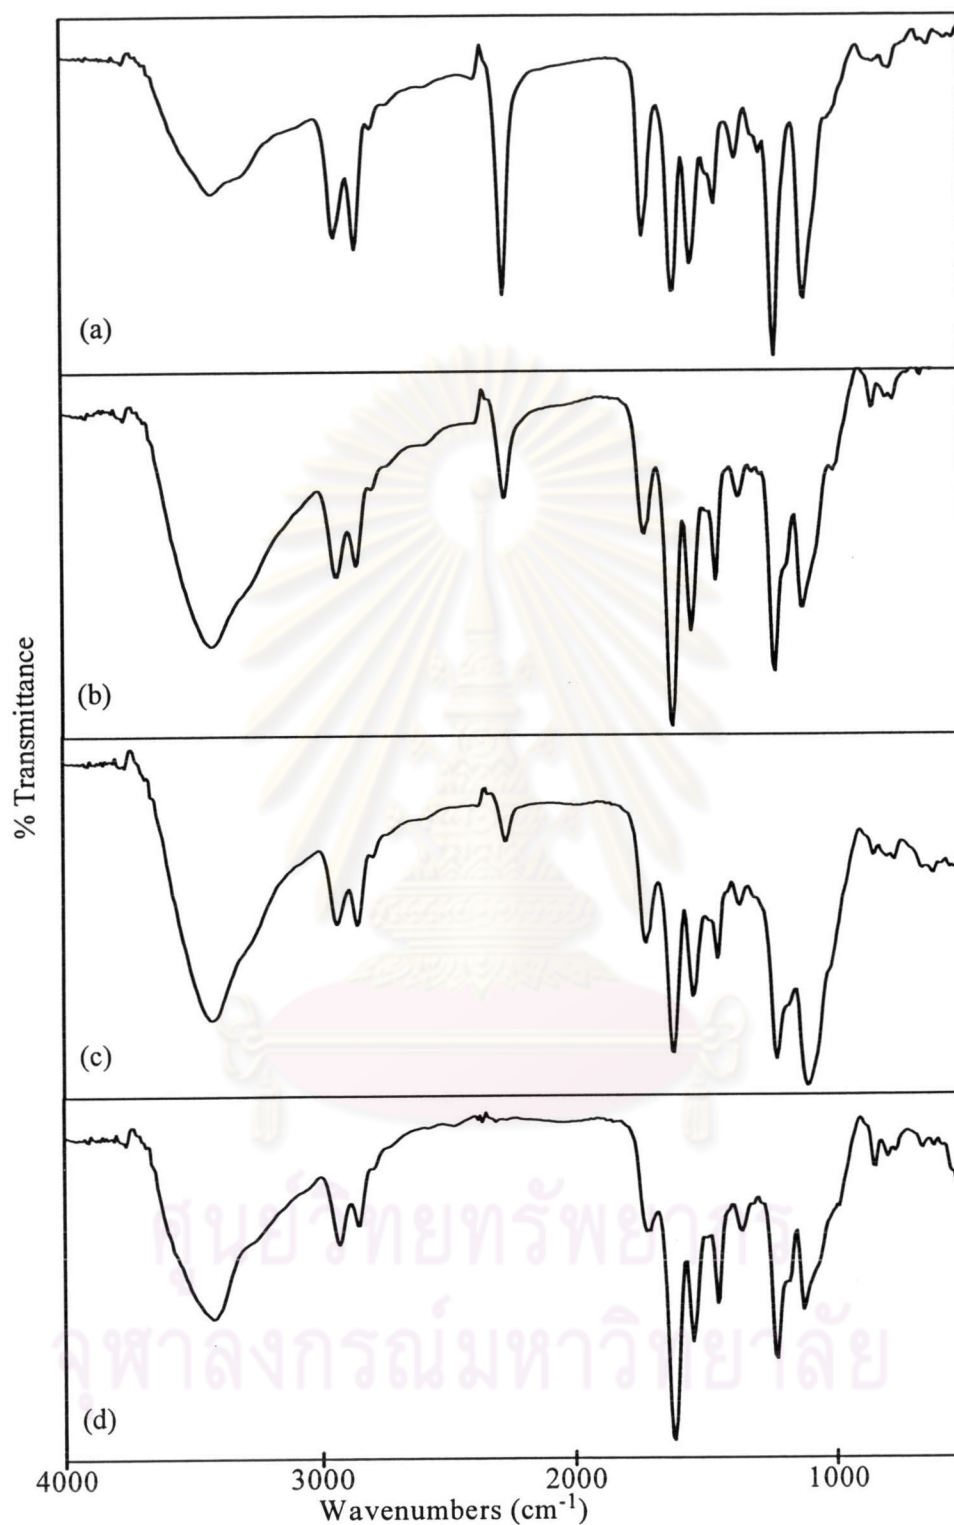 (a)
(b)
% Transmittance
(c)
(d)
ศูนย์วิทยทรัพยากร
จุฬาลงกรณ์มหาวิทยาลัย
4000 3000 2000 1000
Wavenumbers (cm⁻¹)